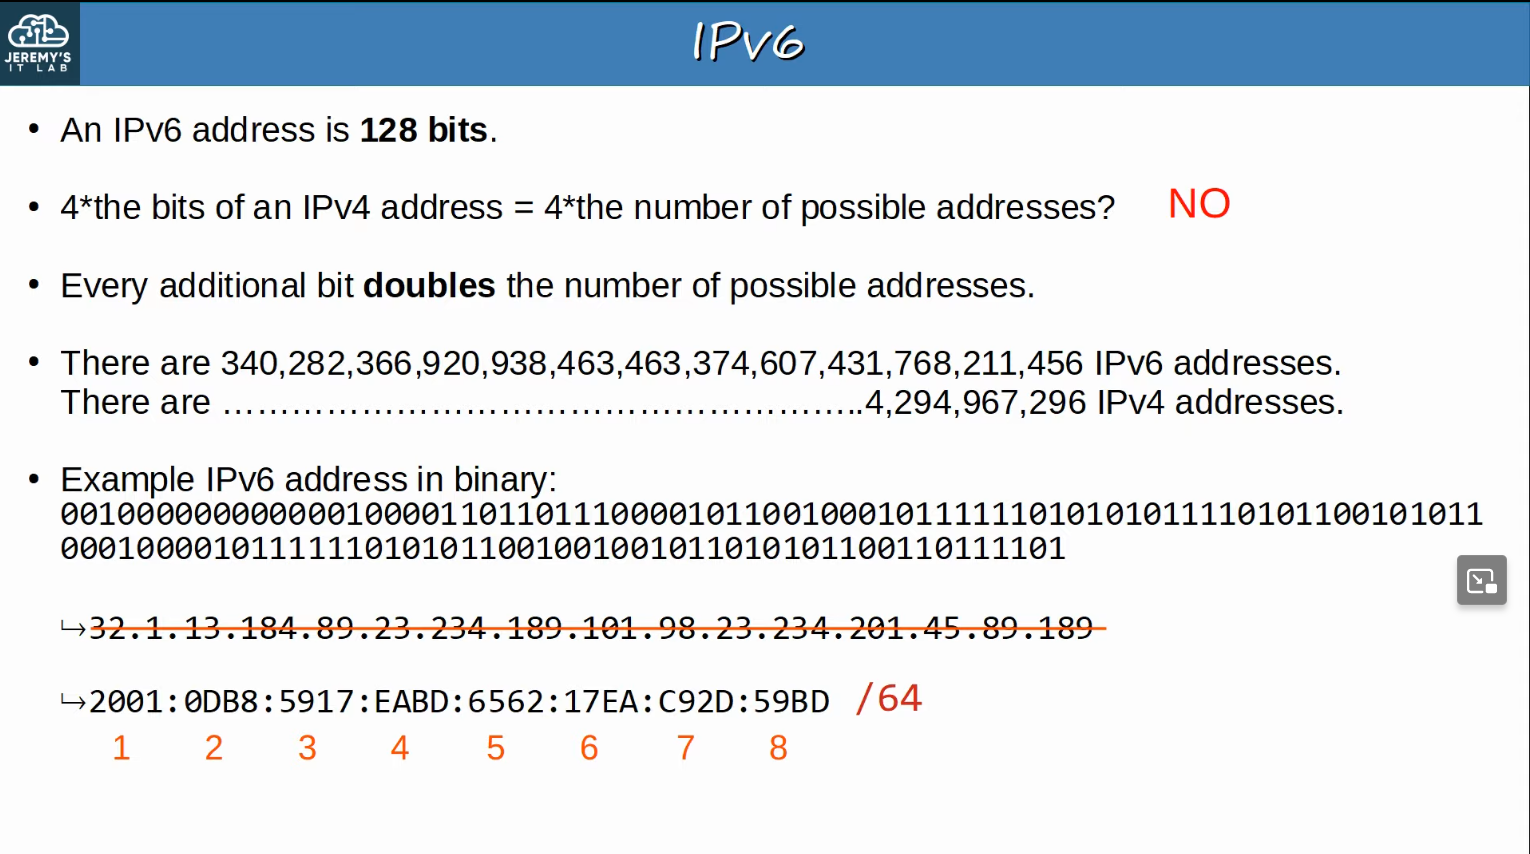 JEREMY'S
IT LAB
IPv6
• An IPv6 address is 128 bits.
• 4*the bits of an IPv4 address = 4*the number of possible addresses? NO
• Every additional bit doubles the number of possible addresses.
• There are 340,282,366,920,938,463,463,374,607,431,768,211,456 IPv6 addresses.
There are ……………………………………………………..4,294,967,296 IPv4 addresses.
• Example IPv6 address in binary:
001000000000000100001101101110000101100100010111111010101011110101100101011
00010000101111110101011001001001011010101100110111101
↳32.1.13.184.89.23.234.189.101.98.23.234.201.45.89.189
↳2001:0DB8:5917:EABD:6562:17EA:C92D:59BD /64
1 2 3 4 5 6 7 8